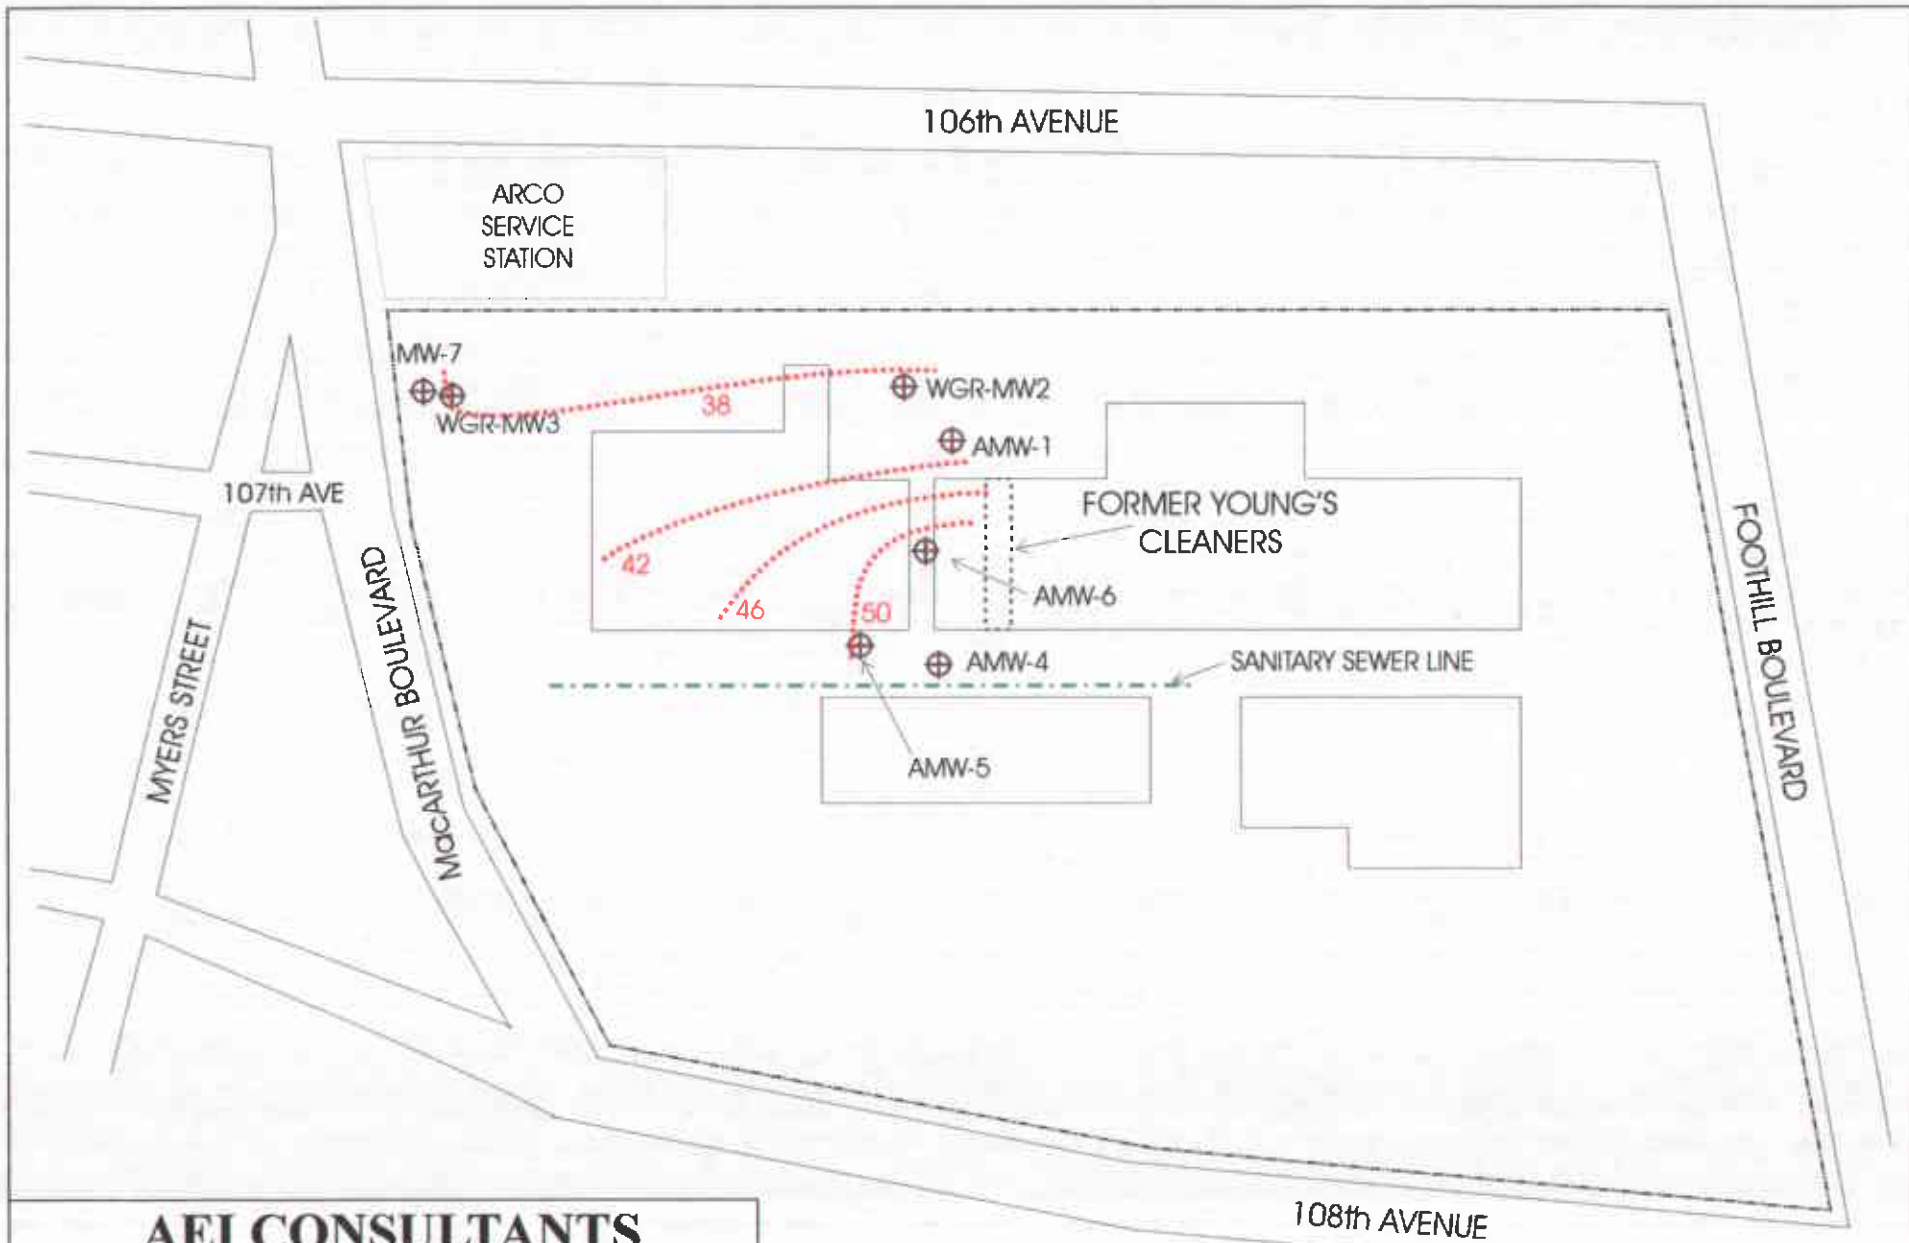 106th AVENUE
ARCO
SERVICE
STATION
MW-7
WGR-MW3
38
WGR-MW2
AMW-1
107th AVE
FORMER YOUNG'S
CLEANERS
42
46
50
AMW-6
AMW-4
SANITARY SEWER LINE
AMW-5
MYERS STREET
MacARTHUR BOULEVARD
FOOTHILL BOULEVARD
108th AVENUE
AEI CONSULTANTS